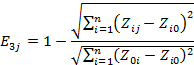 E_{3j} = 1 - \frac{\sqrt{\sum_{i=1}^{n}(Z_{ij} - Z_{i0})^2}}{\sqrt{\sum_{i=1}^{n}(Z_{0i} - Z_{i0})^2}}